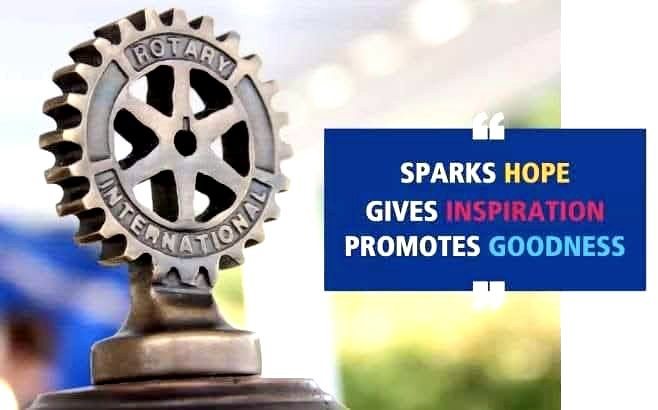 ROTARY
INTERNATIONAL
SPARKS HOPE
GIVES INSPIRATION
PROMOTES GOODNESS